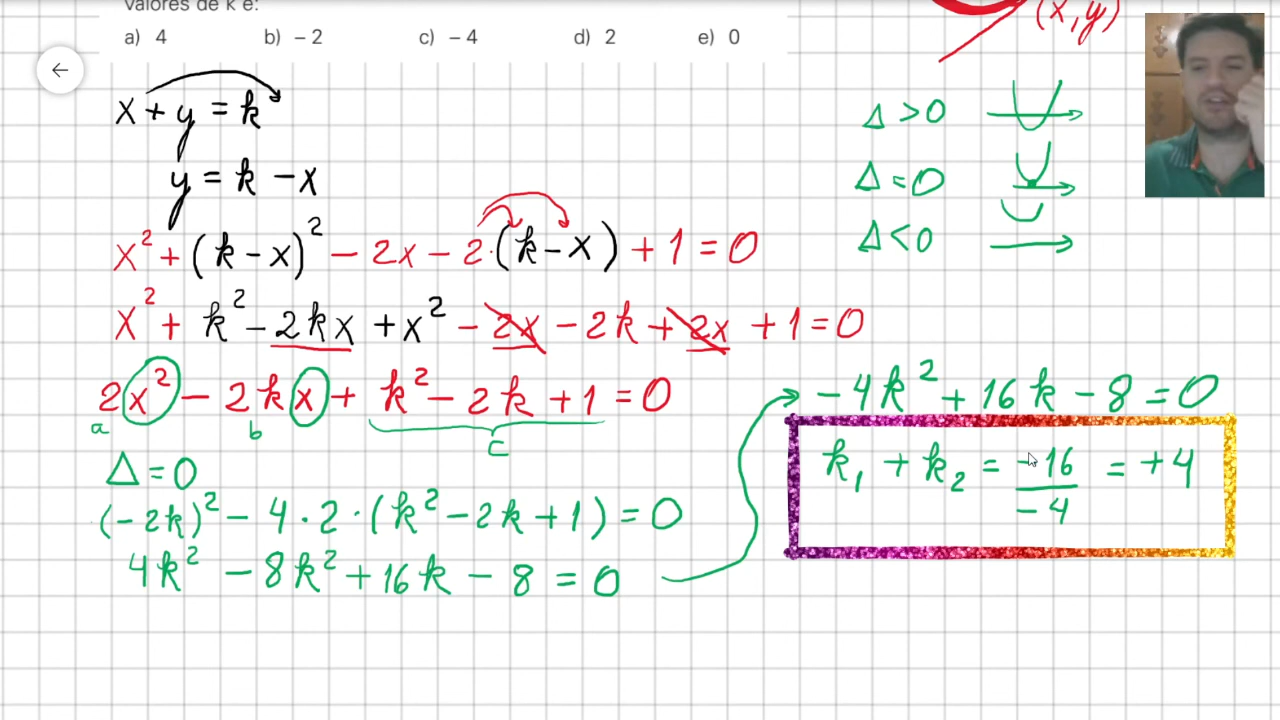 valores de k é:
a) 4 b) – 2 c) – 4 d) 2 e) 0
(x,y)
x + y = k
y = k - x
x² + (k - x)² - 2x - 2·(k - x) + 1 = 0
x² + k² - 2kx + x² - 2x - 2k + 2x + 1 = 0
2x² - 2kx + k² - 2k + 1 = 0
a b c
Δ = 0
(-2k)² - 4·2·(k² - 2k + 1) = 0
4k² - 8k² + 16k - 8 = 0
Δ > 0
Δ = 0
Δ < 0
-4k² + 16k - 8 = 0
k₁ + k₂ = -16/-4 = +4